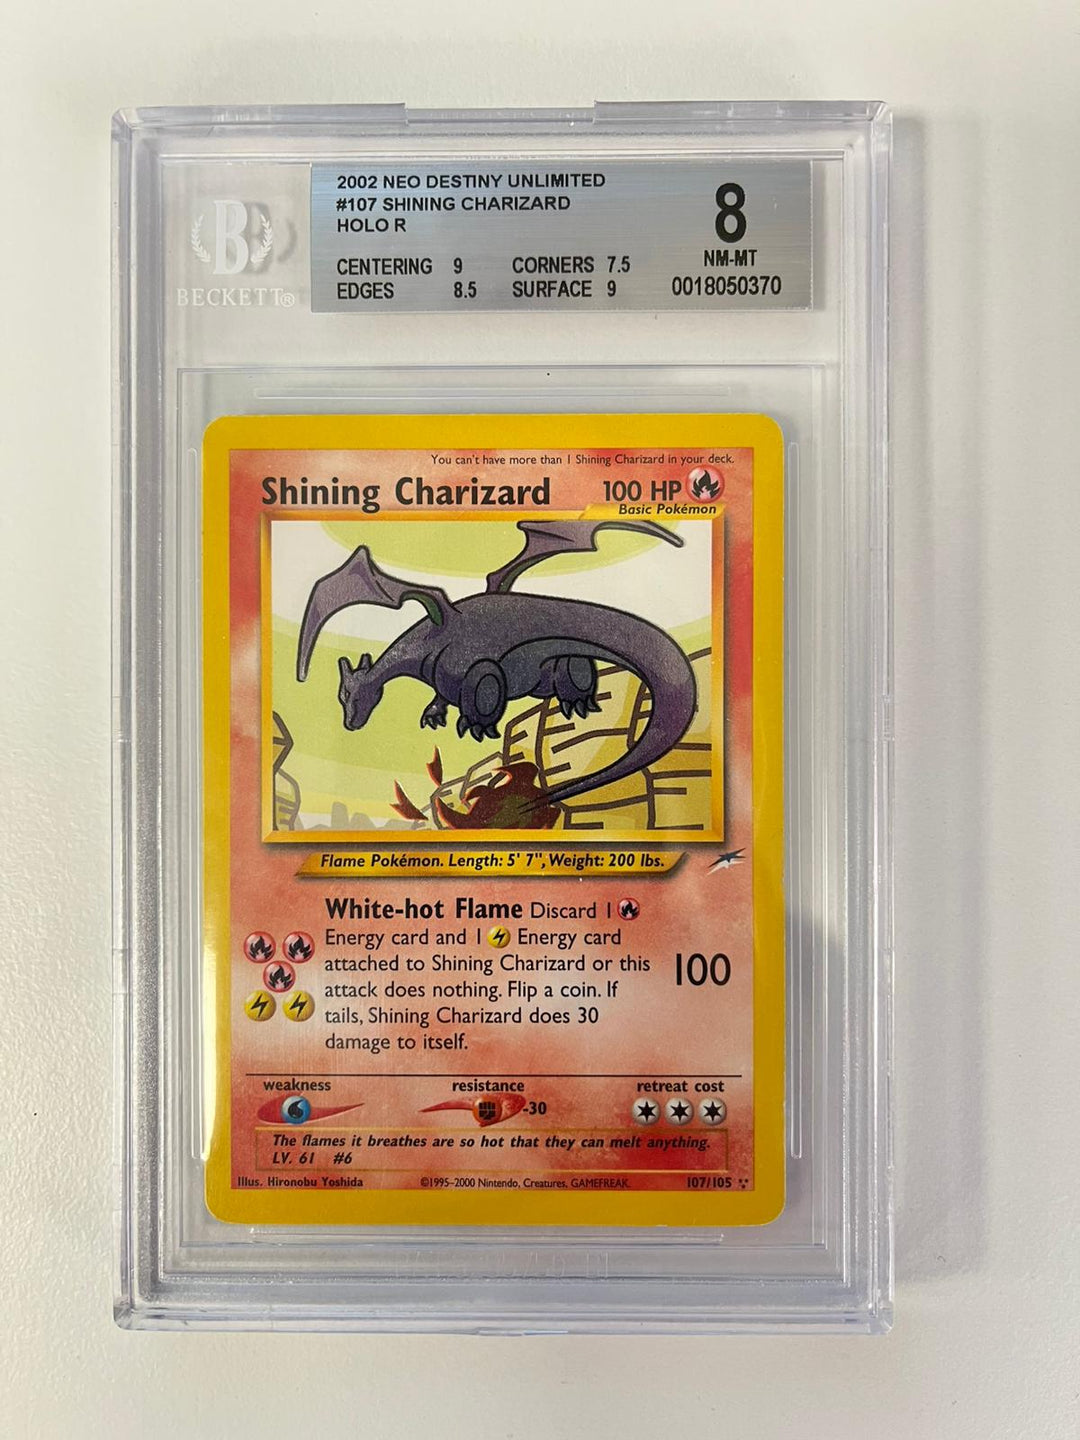 B
BECKETT®
2002 NEO DESTINY UNLIMITED
#107 SHINING CHARIZARD
HOLO R
CENTERING 9 CORNERS 7.5
EDGES 8.5 SURFACE 9
8
NM-MT
0018050370
You can't have more than 1 Shining Charizard in your deck.
Shining Charizard 100 HP
Basic Pokémon
Flame Pokémon. Length: 5' 7", Weight: 200 lbs.
White-hot Flame Discard 1
Energy card and 1 Energy card
attached to Shining Charizard or this
attack does nothing. Flip a coin. If
tails, Shining Charizard does 30
damage to itself.
100
weakness resistance retreat cost
-30
The flames it breathes are so hot that they can melt anything.
LV. 61 #6
Illus. Hironobu Yoshida ©1995-2000 Nintendo, Creatures, GAMEFREAK. 107/105